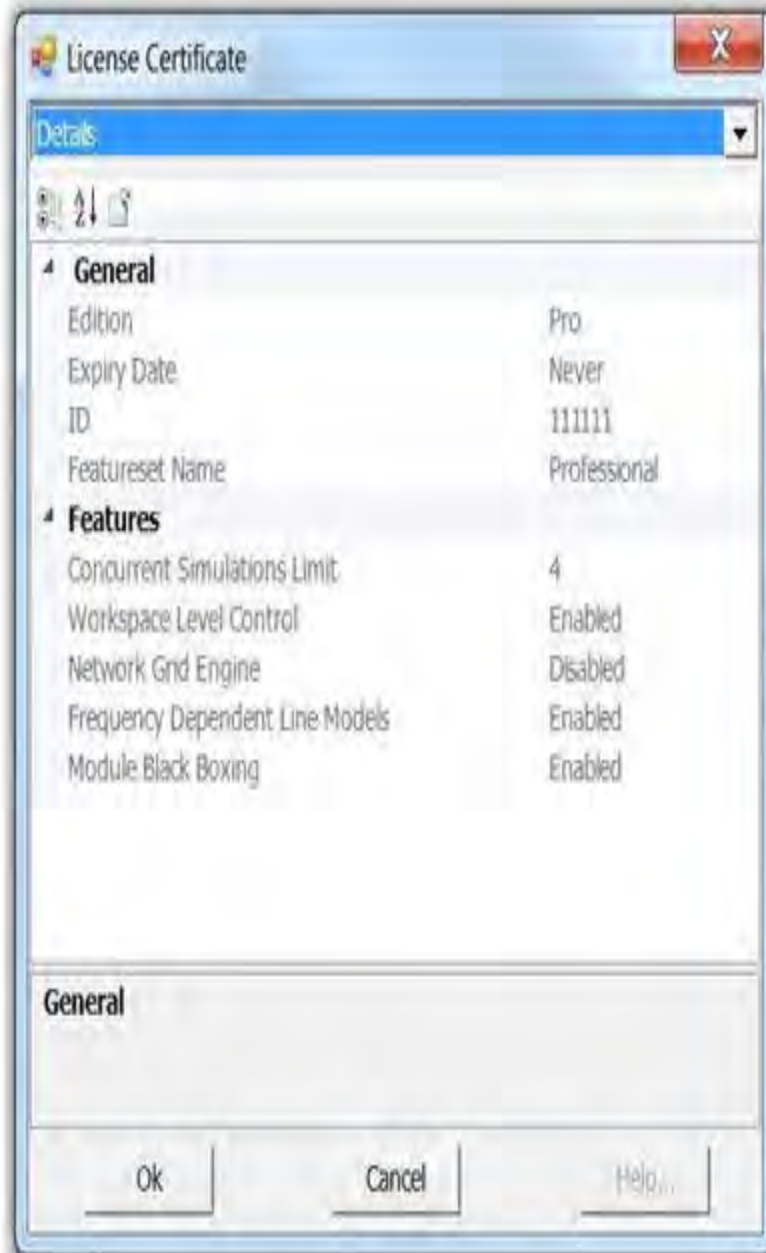 License Certificate
Details
General
Edition Pro
Expiry Date Never
ID 111111
Featureset Name Professional
Features
Concurrent Simulations Limit 4
Workspace Level Control Enabled
Network Grid Engine Disabled
Frequency Dependent Line Models Enabled
Module Black Boxing Enabled
General
Ok Cancel Help...